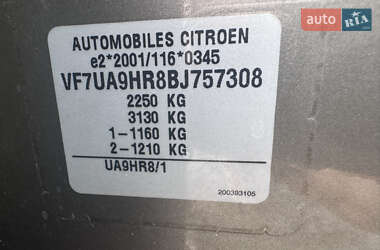 auto RIA
AUTOMOBILES CITROEN
e2*2001/116*0345
VF7UA9HR8BJ757308
2250 KG
3130 KG
1-1160 KG
2-1210 KG
UA9HR8/1
200393105